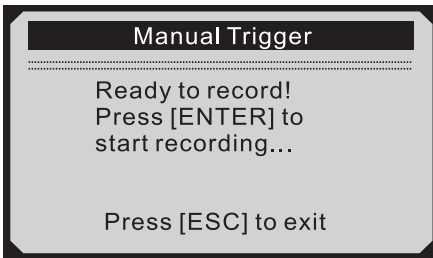 Manual Trigger
Ready to record!
Press [ENTER] to
start recording...
Press [ESC] to exit